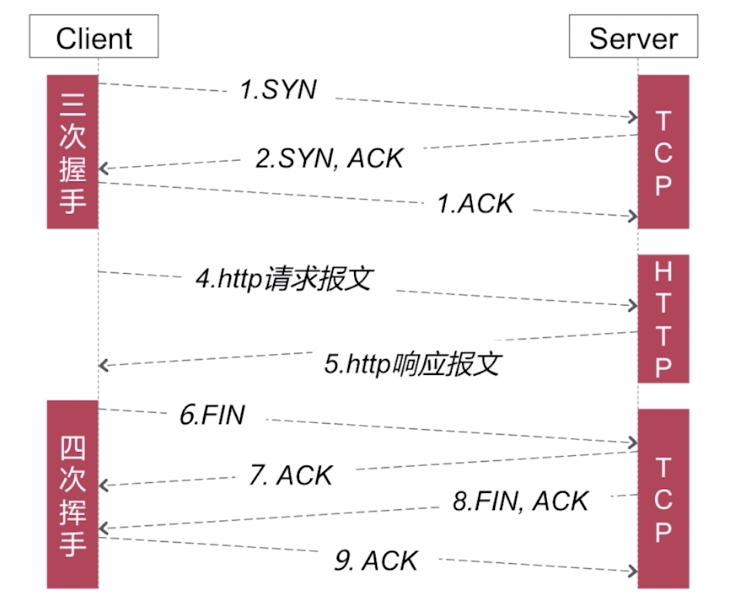 Client
Server
1.SYN
三次握手
TCP
2.SYN, ACK
1.ACK
4.http请求报文
HTTP
5.http响应报文
6.FIN
四次挥手
TCP
7. ACK
8.FIN, ACK
9. ACK